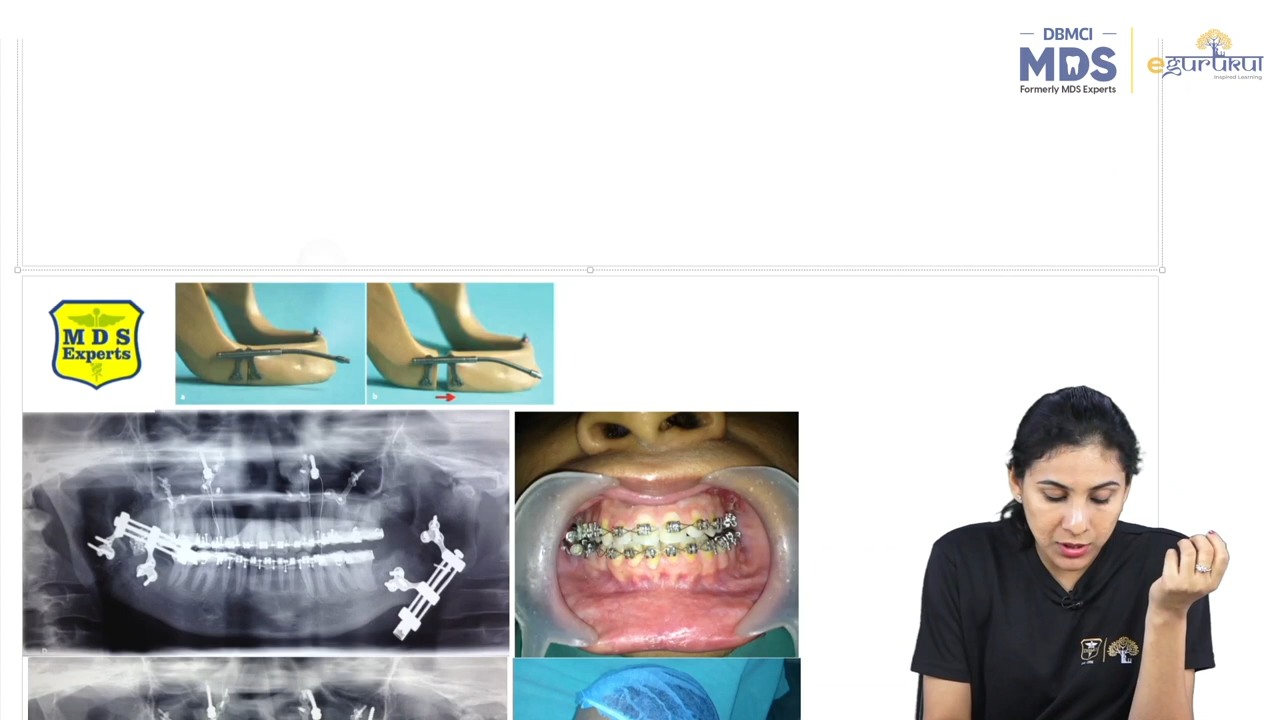 DBMCI
MDS
Formerly MDS Experts
egurukul
Inspired Learning
MDS
Experts
a
b